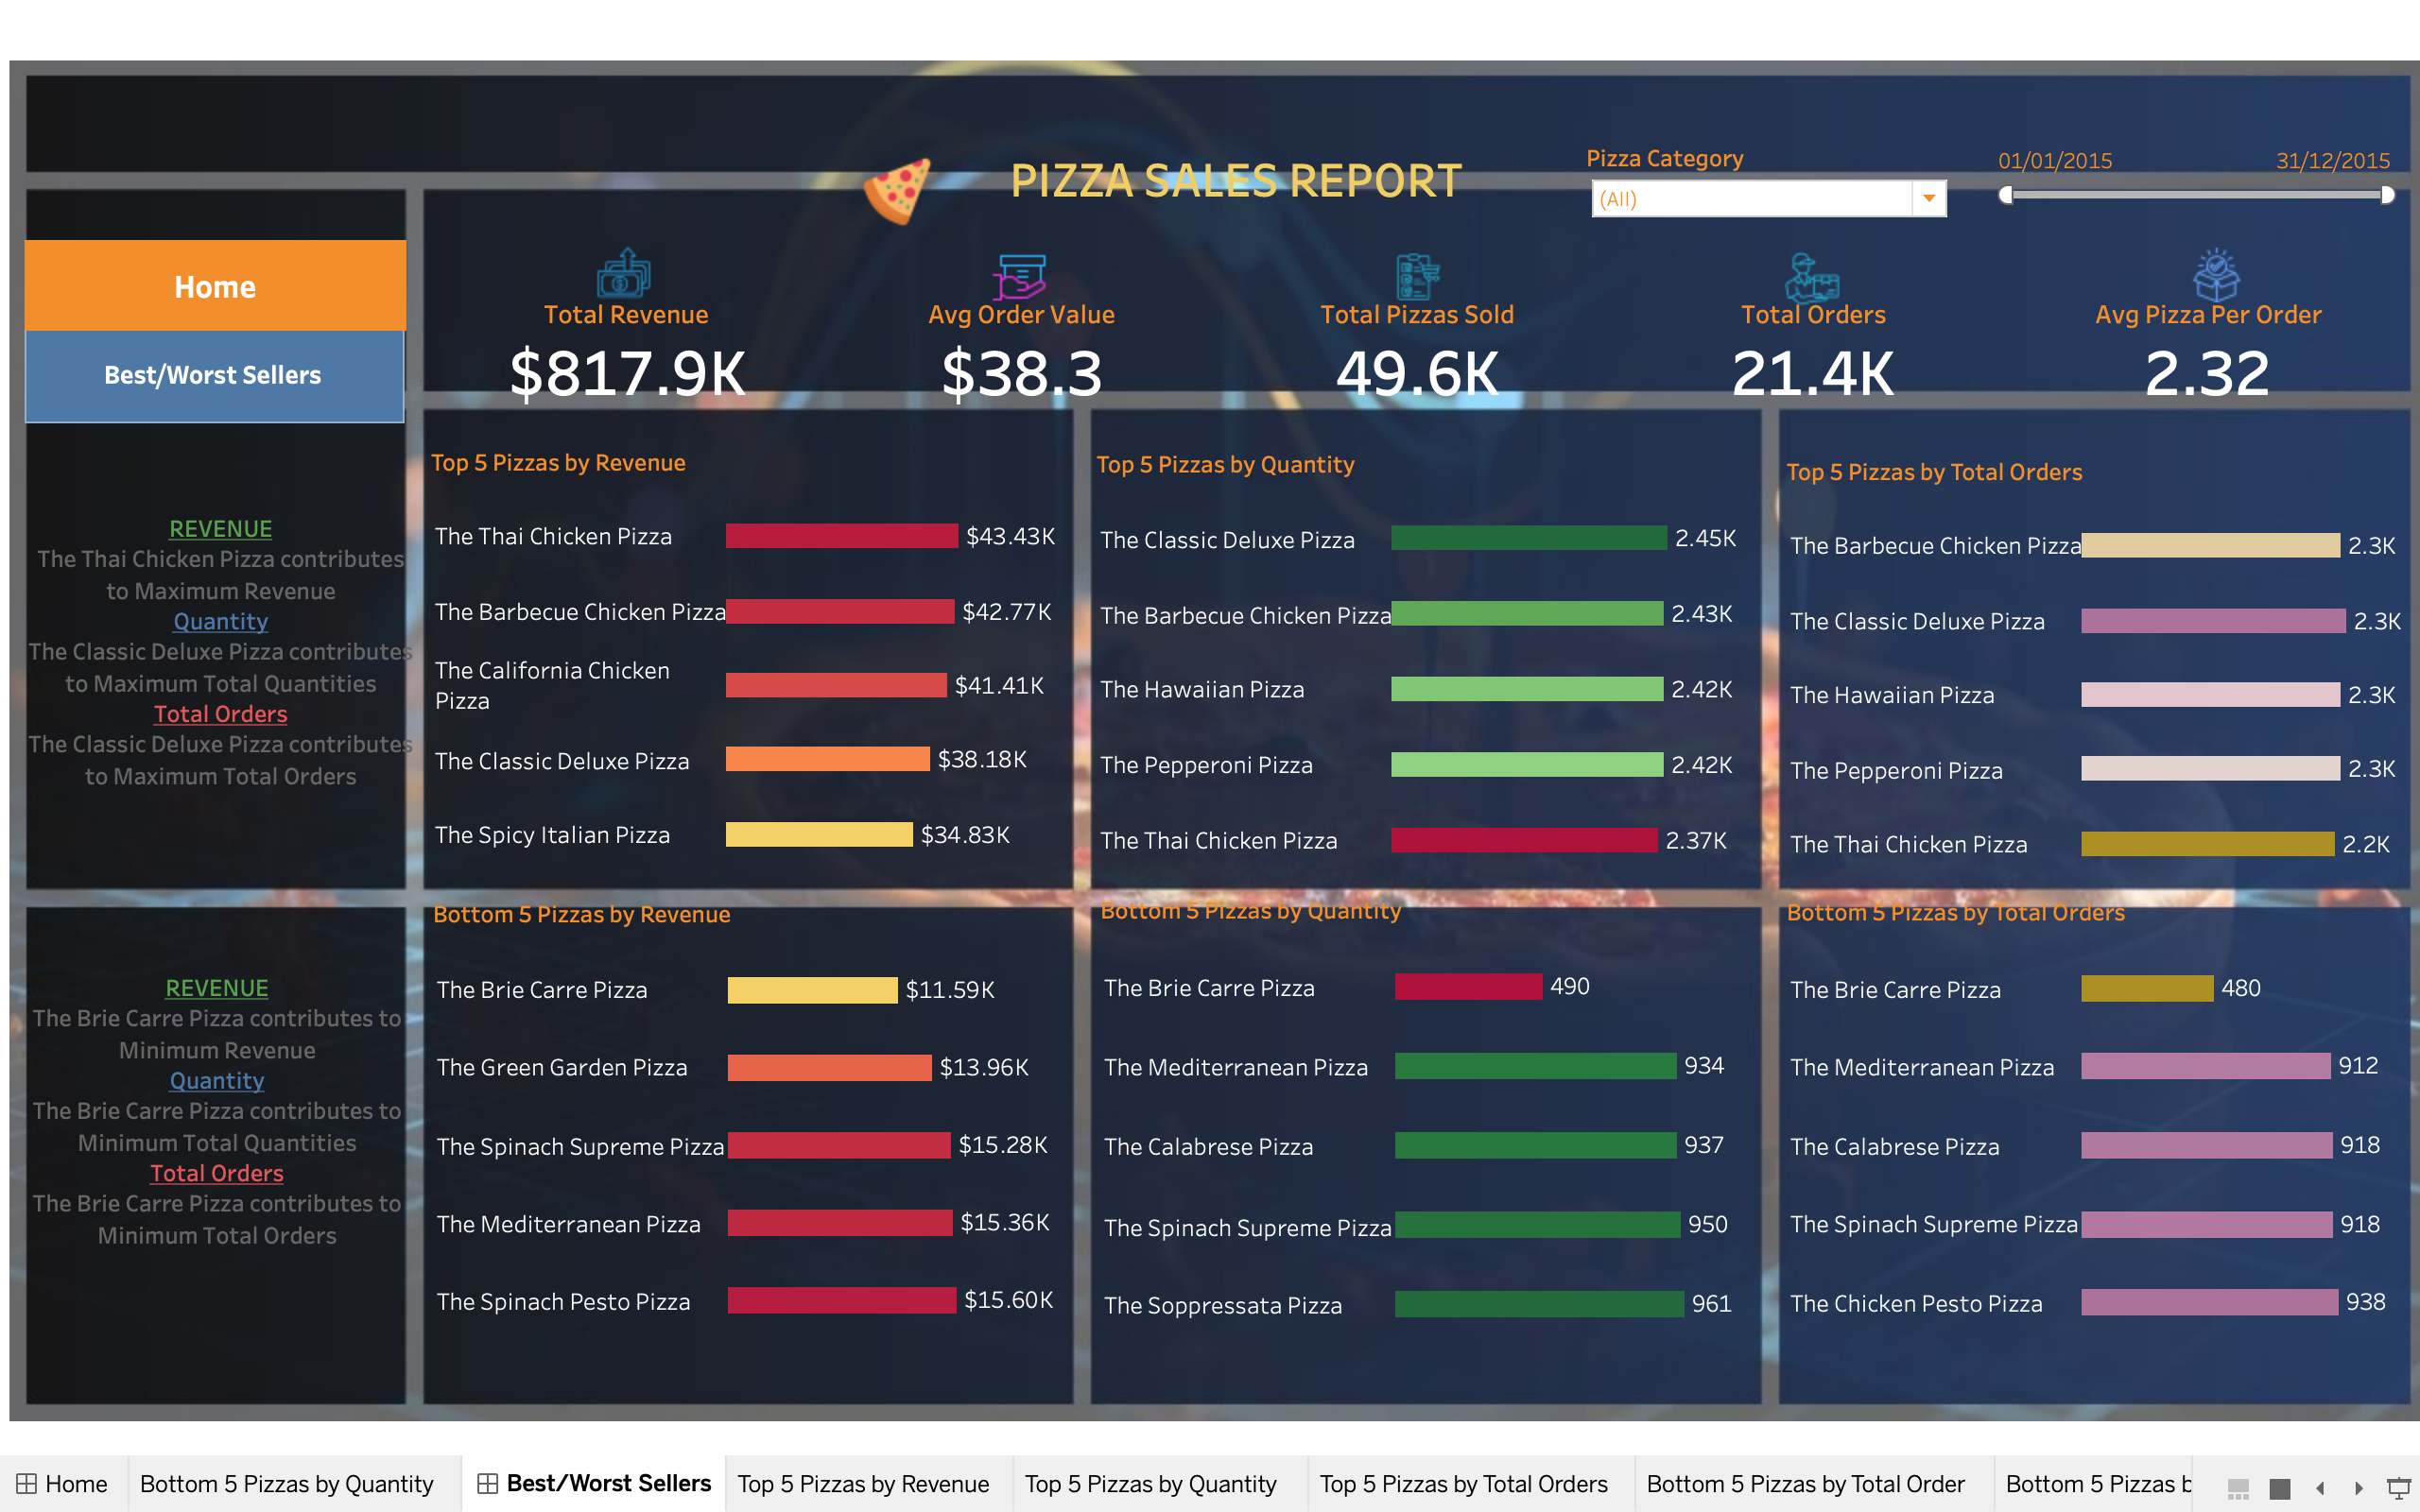 PIZZA SALES REPORT
Pizza Category
(All)
01/01/2015
31/12/2015
Home
Best/Worst Sellers
Total Revenue
$817.9K
Avg Order Value
$38.3
Total Pizzas Sold
49.6K
Total Orders
21.4K
Avg Pizza Per Order
2.32
REVENUE
The Thai Chicken Pizza contributes
to Maximum Revenue
Quantity
The Classic Deluxe Pizza contributes
to Maximum Total Quantities
Total Orders
The Classic Deluxe Pizza contributes
to Maximum Total Orders
Top 5 Pizzas by Revenue
The Thai Chicken Pizza $43.43K
The Barbecue Chicken Pizza $42.77K
The California Chicken
Pizza $41.41K
The Classic Deluxe Pizza $38.18K
The Spicy Italian Pizza $34.83K
Top 5 Pizzas by Quantity
The Classic Deluxe Pizza 2.45K
The Barbecue Chicken Pizza 2.43K
The Hawaiian Pizza 2.42K
The Pepperoni Pizza 2.42K
The Thai Chicken Pizza 2.37K
Top 5 Pizzas by Total Orders
The Barbecue Chicken Pizza 2.3K
The Classic Deluxe Pizza 2.3K
The Hawaiian Pizza 2.3K
The Pepperoni Pizza 2.3K
The Thai Chicken Pizza 2.2K
REVENUE
The Brie Carre Pizza contributes to
Minimum Revenue
Quantity
The Brie Carre Pizza contributes to
Minimum Total Quantities
Total Orders
The Brie Carre Pizza contributes to
Minimum Total Orders
Bottom 5 Pizzas by Revenue
The Brie Carre Pizza $11.59K
The Green Garden Pizza $13.96K
The Spinach Supreme Pizza $15.28K
The Mediterranean Pizza $15.36K
The Spinach Pesto Pizza $15.60K
Bottom 5 Pizzas by Quantity
The Brie Carre Pizza 490
The Mediterranean Pizza 934
The Calabrese Pizza 937
The Spinach Supreme Pizza 950
The Soppressata Pizza 961
Bottom 5 Pizzas by Total Orders
The Brie Carre Pizza 480
The Mediterranean Pizza 912
The Calabrese Pizza 918
The Spinach Supreme Pizza 918
The Chicken Pesto Pizza 938
Home
Bottom 5 Pizzas by Quantity
Best/Worst Sellers
Top 5 Pizzas by Revenue
Top 5 Pizzas by Quantity
Top 5 Pizzas by Total Orders
Bottom 5 Pizzas by Total Order
Bottom 5 Pizzas b